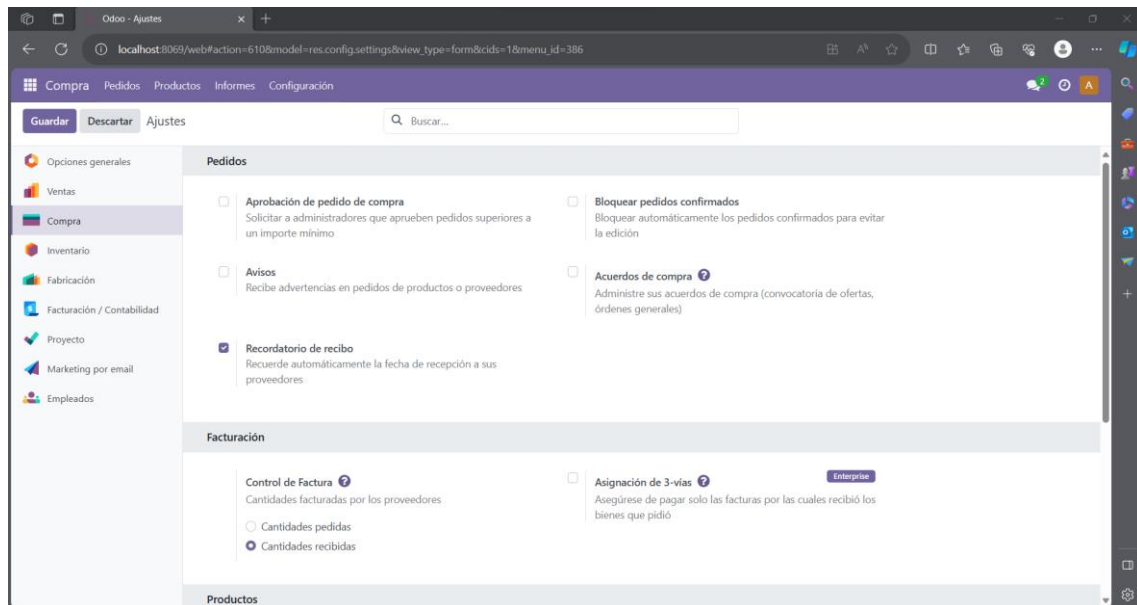 Odoo - Ajustes
localhost:8069/web#action=610&model=res.config.settings&view_type=form&cids=1&menu_id=386
Compra Pedidos Productos Informes Configuración 2 A
Guardar Descartar Ajustes Buscar...
Opciones generales
Ventas
Compra
Inventario
Fabricación
Facturación / Contabilidad
Proyecto
Marketing por email
Empleados
Pedidos
Aprobación de pedido de compra
Solicitar a administradores que aprueben pedidos superiores a
un importe mínimo
Bloquear pedidos confirmados
Bloquear automáticamente los pedidos confirmados para evitar
la edición
Avisos
Recibe advertencias en pedidos de productos o proveedores
Acuerdos de compra ?
Administre sus acuerdos de compra (convocatoria de ofertas,
órdenes generales)
Recordatorio de recibo
Recuerde automáticamente la fecha de recepción a sus
proveedores
Facturación
Control de Factura ?
Cantidades facturadas por los proveedores
Cantidades pedidas
Cantidades recibidas
Asignación de 3-vías ? Enterprise
Asegúrese de pagar solo las facturas por las cuales recibió los
bienes que pidió
Productos